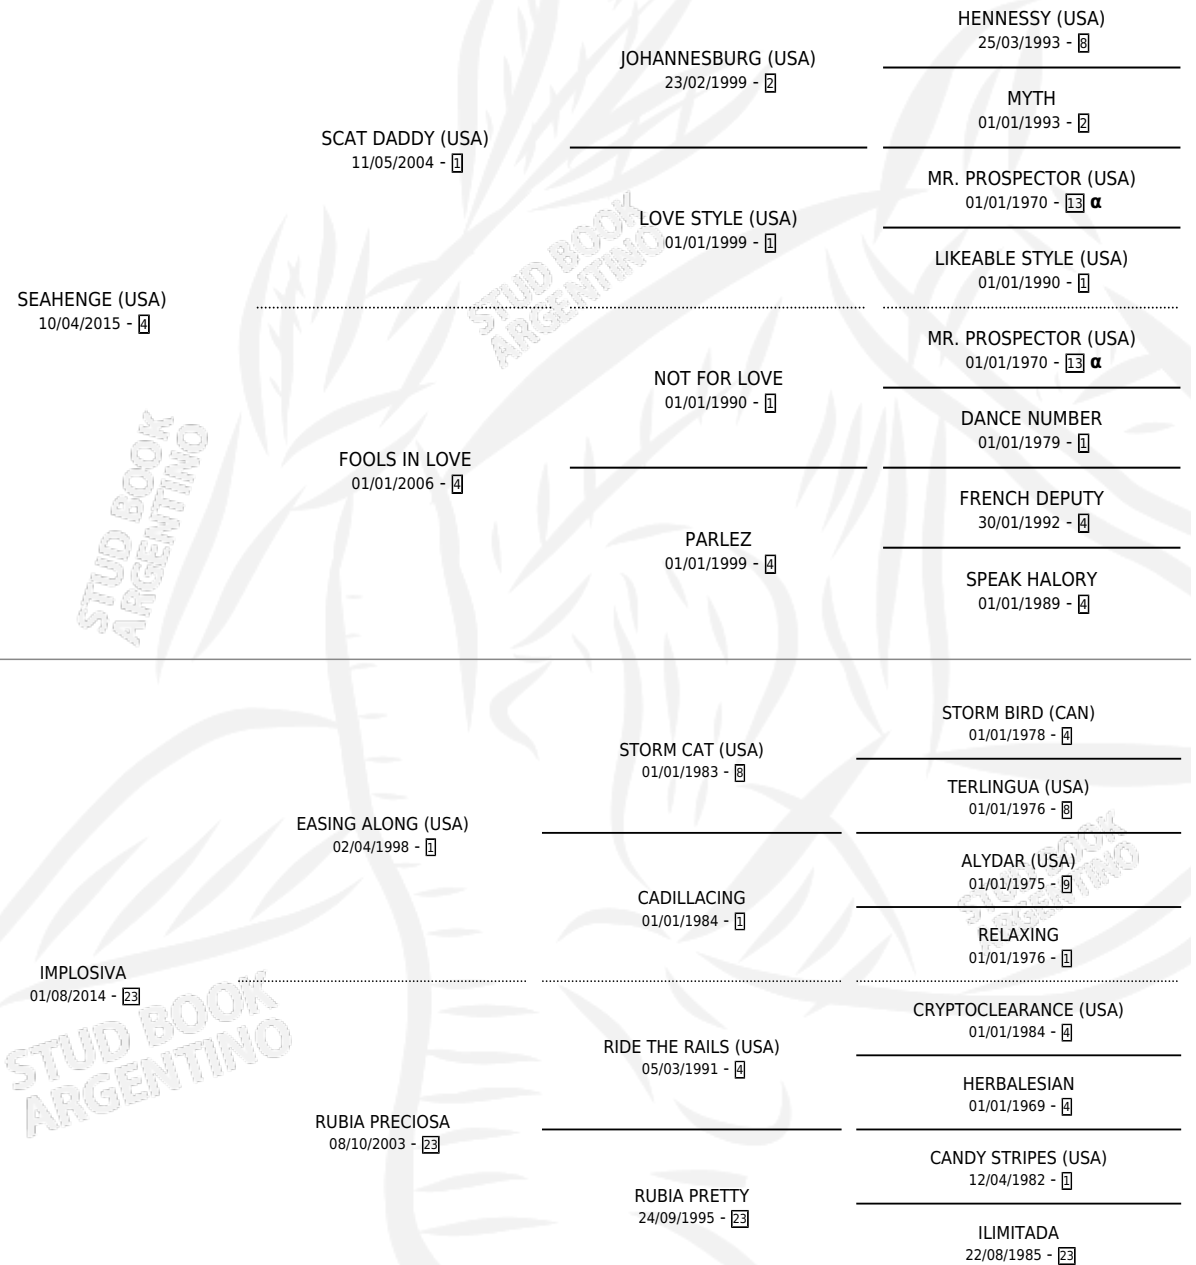 HENNESSY (USA)
25/03/1993 - 8
JOHANNESBURG (USA)
23/02/1999 - 2
MYTH
01/01/1993 - 2
SCAT DADDY (USA)
11/05/2004 - 1
MR. PROSPECTOR (USA)
01/01/1970 - 13 α
LOVE STYLE (USA)
01/01/1999 - 1
LIKEABLE STYLE (USA)
01/01/1990 - 1
SEAHENGE (USA)
10/04/2015 - 4
STUD BOOK
ARGENTINO
MR. PROSPECTOR (USA)
01/01/1970 - 13 α
NOT FOR LOVE
01/01/1990 - 1
DANCE NUMBER
01/01/1979 - 1
FOOLS IN LOVE
01/01/2006 - 4
FRENCH DEPUTY
30/01/1992 - 4
PARLEZ
01/01/1999 - 4
SPEAK HALORY
01/01/1989 - 4
STUD BOOK
ARGENTINO
STORM BIRD (CAN)
01/01/1978 - 4
STORM CAT (USA)
01/01/1983 - 8
TERLINGUA (USA)
01/01/1976 - 8
EASING ALONG (USA)
02/04/1998 - 1
ALYDAR (USA)
01/01/1975 - 9
CADILLACING
01/01/1984 - 1
RELAXING
01/01/1976 - 1
STUD BOOK
ARGENTINO
IMPLOSIVA
01/08/2014 - 23
CRYPTOCLEARANCE (USA)
01/01/1984 - 4
RIDE THE RAILS (USA)
05/03/1991 - 4
HERBALESIAN
01/01/1969 - 4
STUD BOOK
ARGENTINO
RUBIA PRECIOSA
08/10/2003 - 23
CANDY STRIPES (USA)
12/04/1982 - 1
RUBIA PRETTY
24/09/1995 - 23
ILIMITADA
22/08/1985 - 23